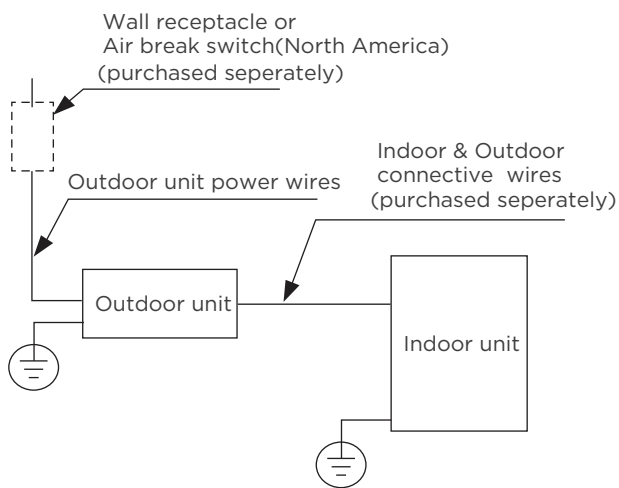 Wall receptacle or
Air break switch(North America)
(purchased seperately)
Indoor & Outdoor
connective wires
(purchased seperately)
Outdoor unit power wires
Outdoor unit
Indoor unit